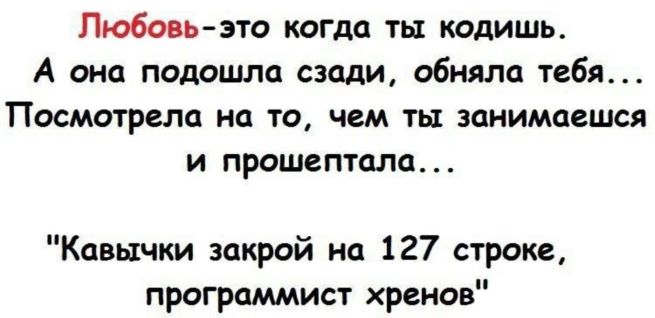 Любовь-это когда ты кодишь.
А она подошла сзади, обняла тебя...
Посмотрела на то, чем ты занимаешся
и прошептала...
"Кавычки закрой на 127 строке,
программист хренов"